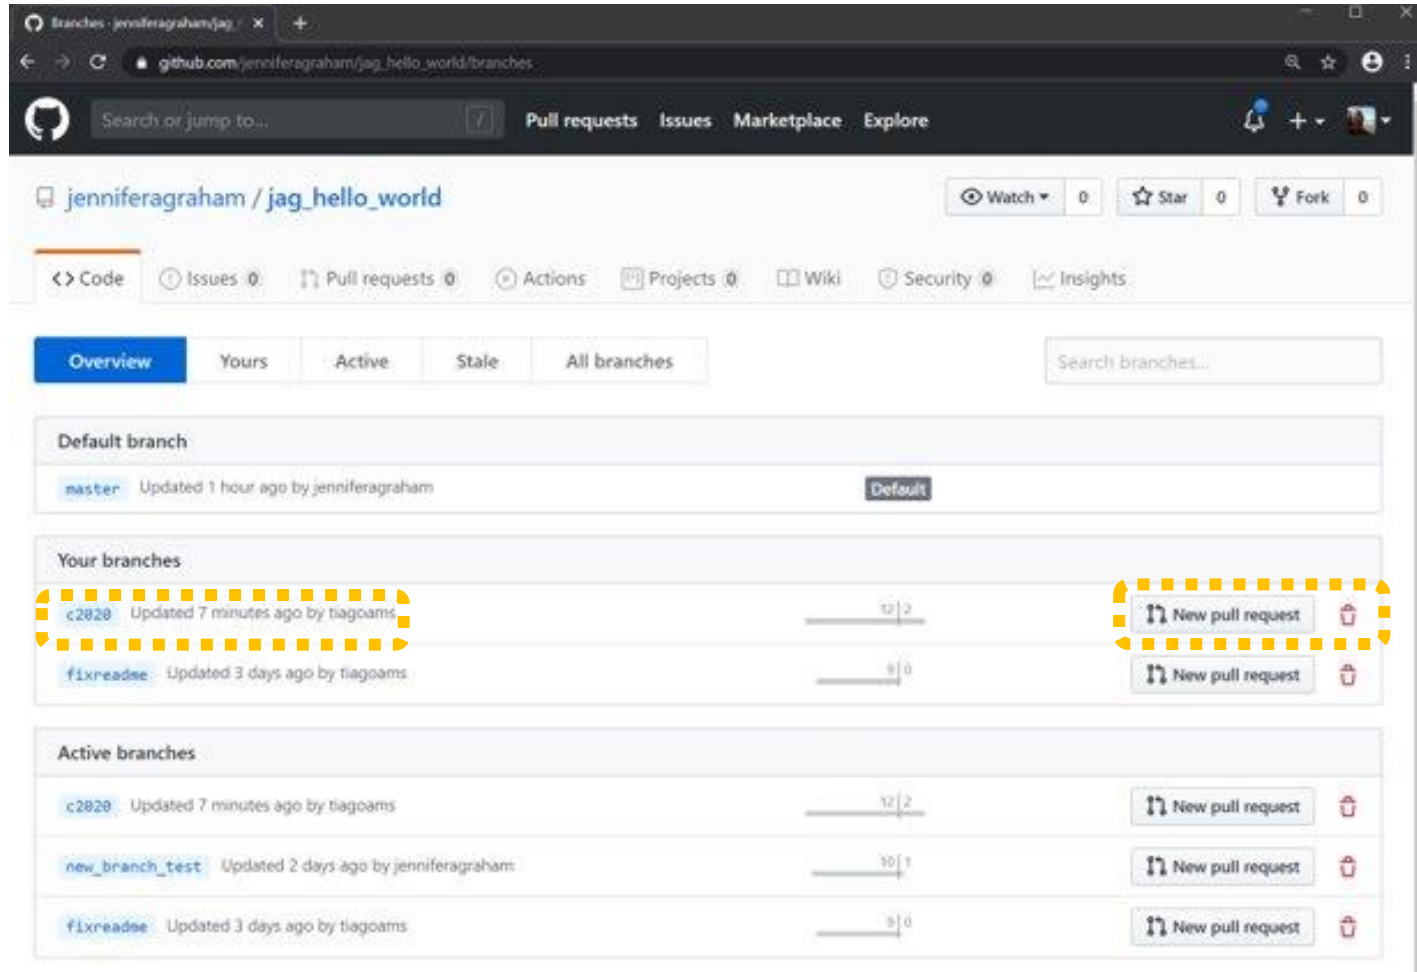 Branches · jenniferagraham/jag_
github.com/jenniferagraham/jag_hello_world/branches
Search or jump to... / Pull requests Issues Marketplace Explore
jenniferagraham / jag_hello_world Watch 0 Star 0 Fork 0
Code Issues 0 Pull requests 0 Actions Projects 0 Wiki Security 0 Insights
Overview Yours Active Stale All branches Search branches...
Default branch
master Updated 1 hour ago by jenniferagraham Default
Your branches
c2020 Updated 7 minutes ago by tiagoams 12 2 New pull request
fixreadme Updated 3 days ago by tiagoams 9 0 New pull request
Active branches
c2020 Updated 7 minutes ago by tiagoams 12 2 New pull request
new_branch_test Updated 2 days ago by jenniferagraham 10 1 New pull request
fixreadme Updated 3 days ago by tiagoams 9 0 New pull request